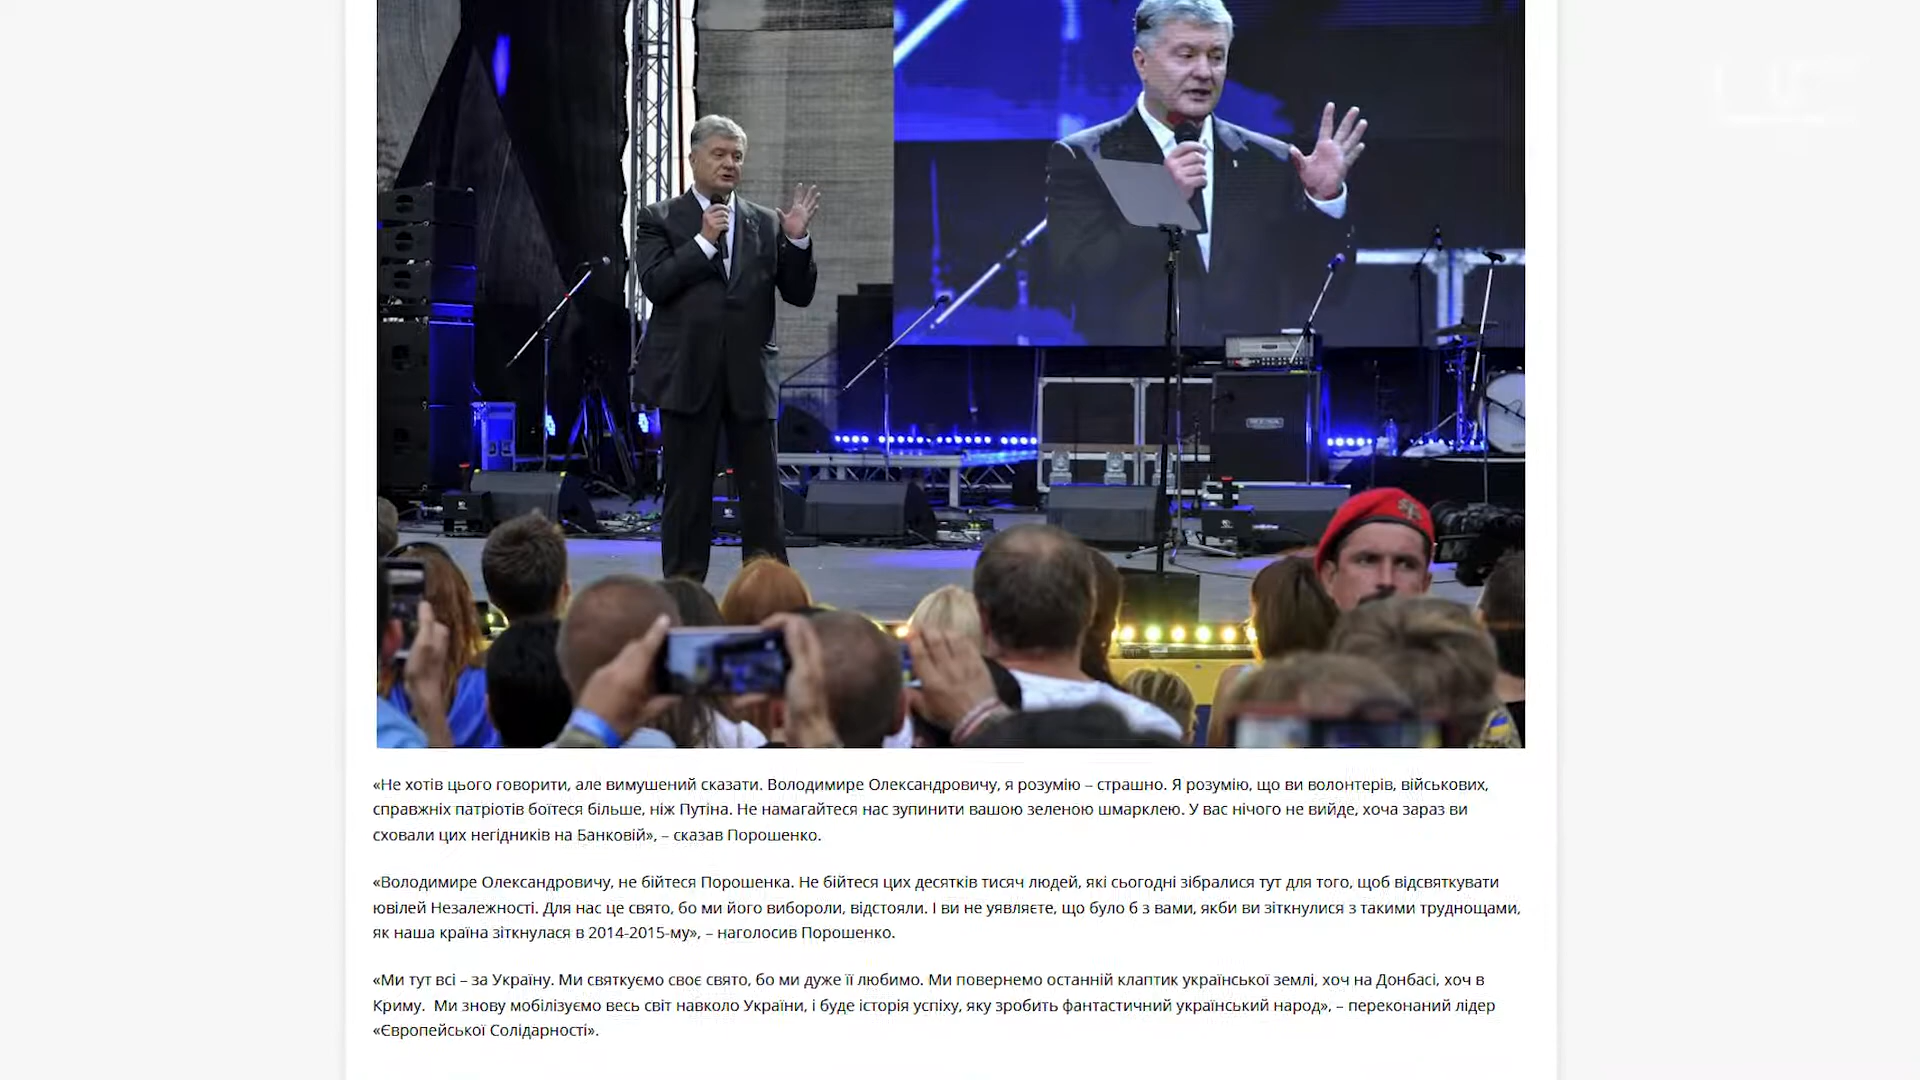 «Не хотів цього говорити, але вимушений сказати. Володимире Олександровичу, я розумію – страшно. Я розумію, що ви волонтерів, військових,
справжніх патріотів боїтеся більше, ніж Путіна. Не намагайтеся нас зупинити вашою зеленою шмарклею. У вас нічого не вийде, хоча зараз ви
сховали цих негідників на Банковій», – сказав Порошенко.
«Володимире Олександровичу, не бійтеся Порошенка. Не бійтеся цих десятків тисяч людей, які сьогодні зібралися тут для того, щоб відсвяткувати
ювілей Незалежності. Для нас це свято, бо ми його вибороли, відстояли. І ви не уявляєте, що було б з вами, якби ви зіткнулися з такими труднощами,
як наша країна зіткнулася в 2014-2015-му», – наголосив Порошенко.
«Ми тут всі – за Україну. Ми святкуємо своє свято, бо ми дуже її любимо. Ми повернемо останній клаптик української землі, хоч на Донбасі, хоч в
Криму.  Ми знову мобілізуємо весь світ навколо України, і буде історія успіху, яку зробить фантастичний український народ», – переконаний лідер
«Європейської Солідарності».